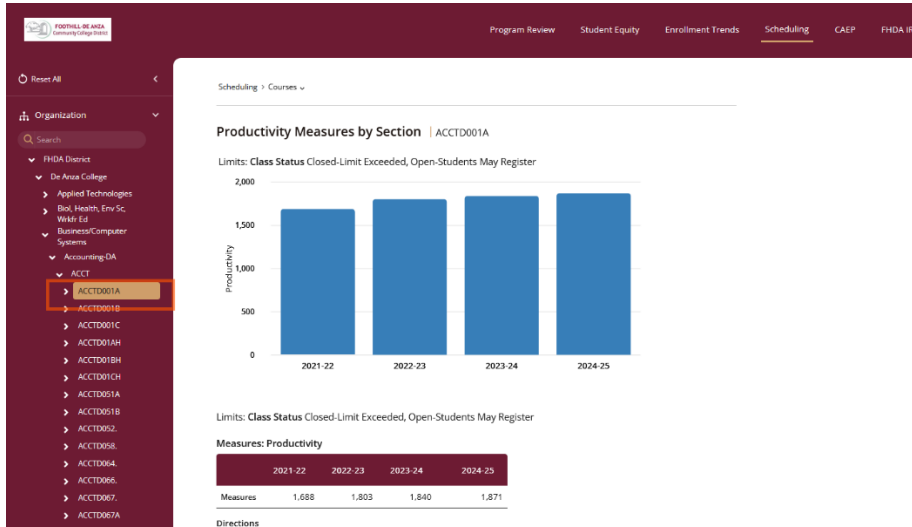 FOOTHILL-DE ANZA
Community College District
Program Review
Student Equity
Enrollment Trends
Scheduling
CAEP
FHDA IR
Reset All
Organization
Search
FHDA District
De Anza College
Applied Technologies
Biol, Health, Env Sc,
Wrkfr Ed
Business/Computer
Systems
Accounting-DA
ACCT
ACCTD001A
ACCTD001B
ACCTD001C
ACCTD01AH
ACCTD01BH
ACCTD01CH
ACCTD051A
ACCTD051B
ACCTD052.
ACCTD058.
ACCTD064.
ACCTD066.
ACCTD067.
ACCTD067A
Scheduling > Courses
Productivity Measures by Section | ACCTD001A
Limits: Class Status Closed-Limit Exceeded, Open-Students May Register
2,000
1,500
1,000
500
0
Productivity
2021-22 2022-23 2023-24 2024-25
Limits: Class Status Closed-Limit Exceeded, Open-Students May Register
Measures: Productivity
2021-22 2022-23 2023-24 2024-25
Measures 1,688 1,803 1,840 1,871
Directions